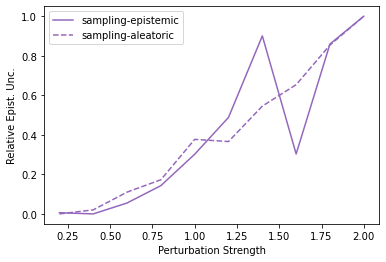 sampling-epistemic
sampling-aleatoric
Relative Epist. Unc.
1.0
0.8
0.6
0.4
0.2
0.0
0.25 0.50 0.75 1.00 1.25 1.50 1.75 2.00
Perturbation Strength